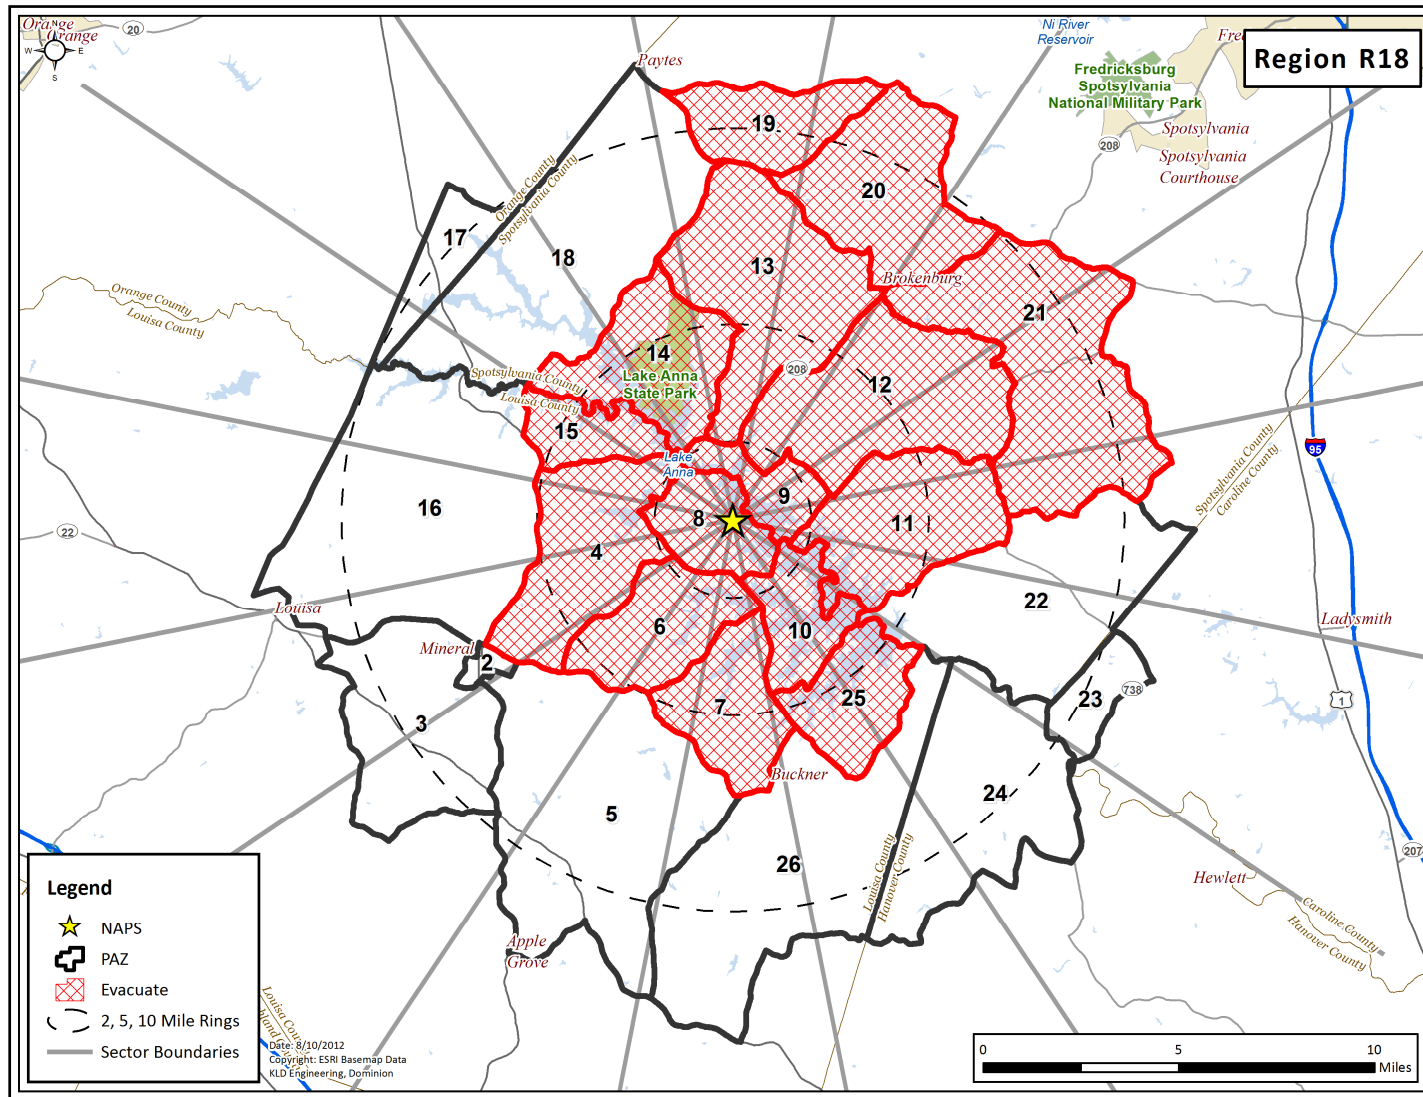 Orange
Orange
20
N
W
E
S
Paytes
Ni River
Reservoir
Region R18
Fredricksburg
Spotsylvania
National Military Park
Spotsylvania
208
Spotsylvania
Courthouse
19
20
Orange County
Spotsylvania County
17
18
13
Brokenburg
21
Orange County
Louisa County
14
Lake Anna
State Park
208
12
Spotsylvania County
Louisa County
15
Lake
Anna
95
Spotsylvania County
Caroline County
9
16
8
11
22
4
22
Louisa
6
10
Ladysmith
Mineral
2
25
23
738
1
7
3
Buckner
24
5
26
207
Louisa County
Hanover County
Hewlett
Caroline County
Hanover County
Apple
Grove
Legend
NAPS
PAZ
Evacuate
2, 5, 10 Mile Rings
Sector Boundaries
Louisa County
Date: 8/10/2012
Copyright: ESRI Basemap Data
KLD Engineering, Dominion
0
5
10
Miles